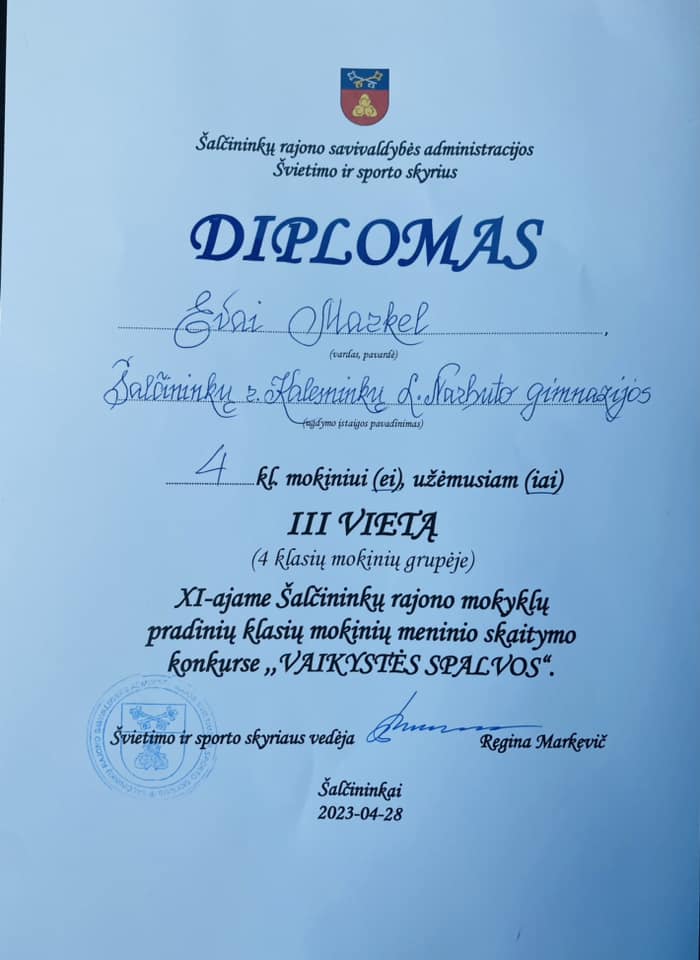 Šalčininkų rajono savivaldybės administracijos
Švietimo ir sporto skyrius
DIPLOMAS
Evai Markel,
(vardas, pavardė)
Šalčininkų r. Kaleninkų L. Narbuto gimnazijos
(ugdymo įstaigos pavadinimas)
4 kl. mokiniui (ei), užėmusiam (iai)
III VIETĄ
(4 klasių mokinių grupėje)
XI-ajame Šalčininkų rajono mokyklų
pradinių klasių mokinių meninio skaitymo
konkurse ,,VAIKYSTĖS SPALVOS“.
Švietimo ir sporto skyriaus vedėja Regina Markevič
Šalčininkai
2023-04-28